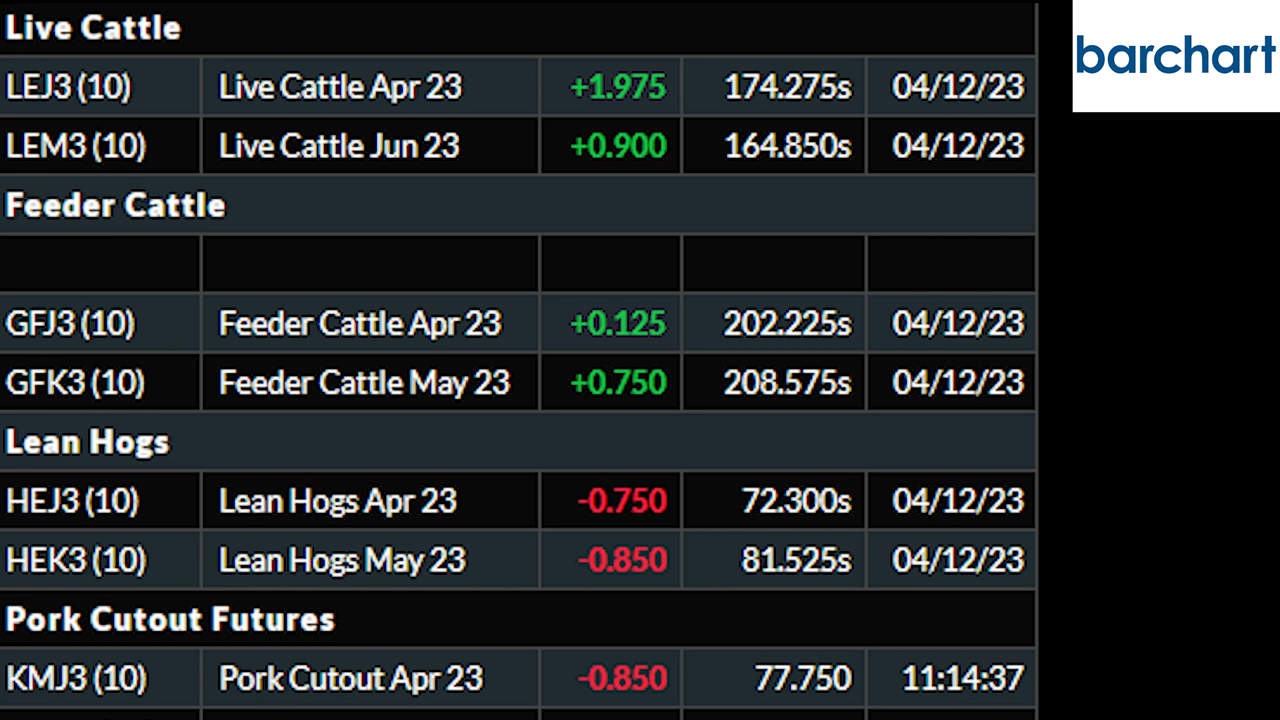 Live Cattle
barchart
LEJ3 (10) Live Cattle Apr 23 +1.975 174.275s 04/12/23
LEM3 (10) Live Cattle Jun 23 +0.900 164.850s 04/12/23
Feeder Cattle
GFJ3 (10) Feeder Cattle Apr 23 +0.125 202.225s 04/12/23
GFK3 (10) Feeder Cattle May 23 +0.750 208.575s 04/12/23
Lean Hogs
HEJ3 (10) Lean Hogs Apr 23 -0.750 72.300s 04/12/23
HEK3 (10) Lean Hogs May 23 -0.850 81.525s 04/12/23
Pork Cutout Futures
KMJ3 (10) Pork Cutout Apr 23 -0.850 77.750 11:14:37